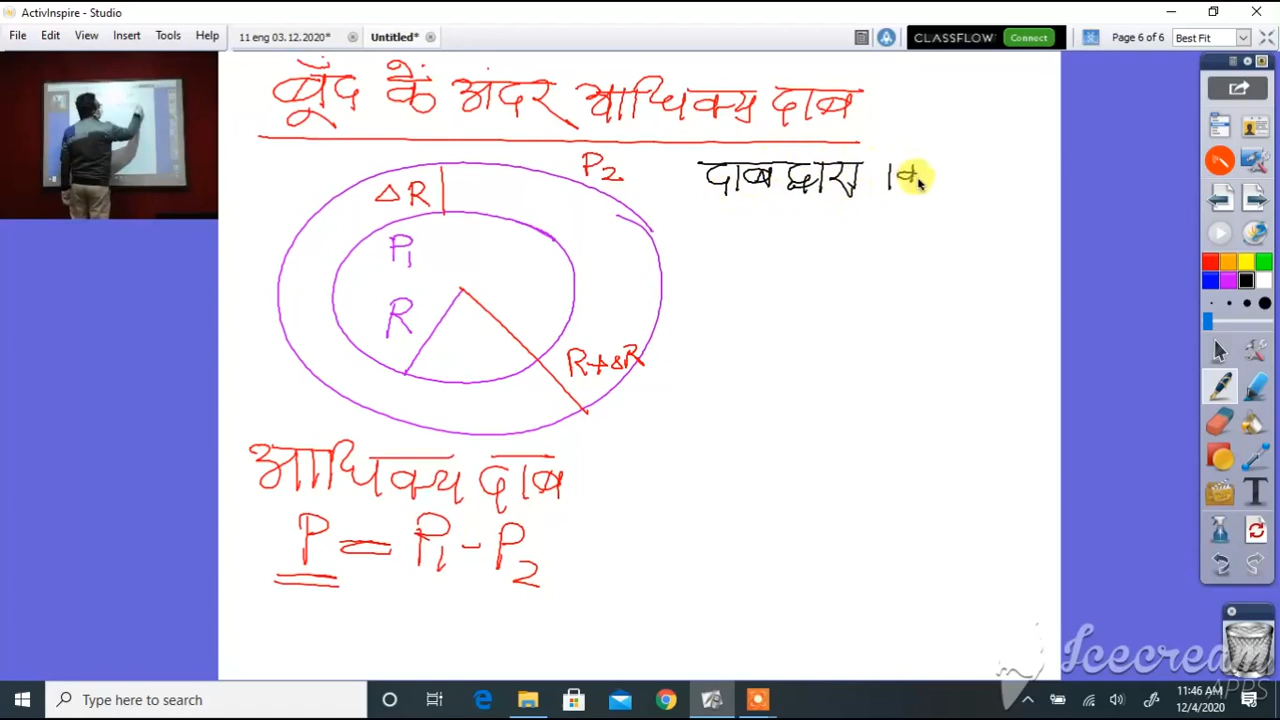 ActivInspire - Studio
File Edit View Insert Tools Help
11 eng 03.12.2020*
Untitled*
CLASSFLOW Connect
Page 6 of 6
Best Fit
बूँद के अंदर आधिक्य दाब
P2
दाब द्वारा कि
ΔR
P1
R
R+ΔR
आधिक्य दाब
P = P1 - P2
Icecream
APPS
Type here to search
11:46 AM
12/4/2020